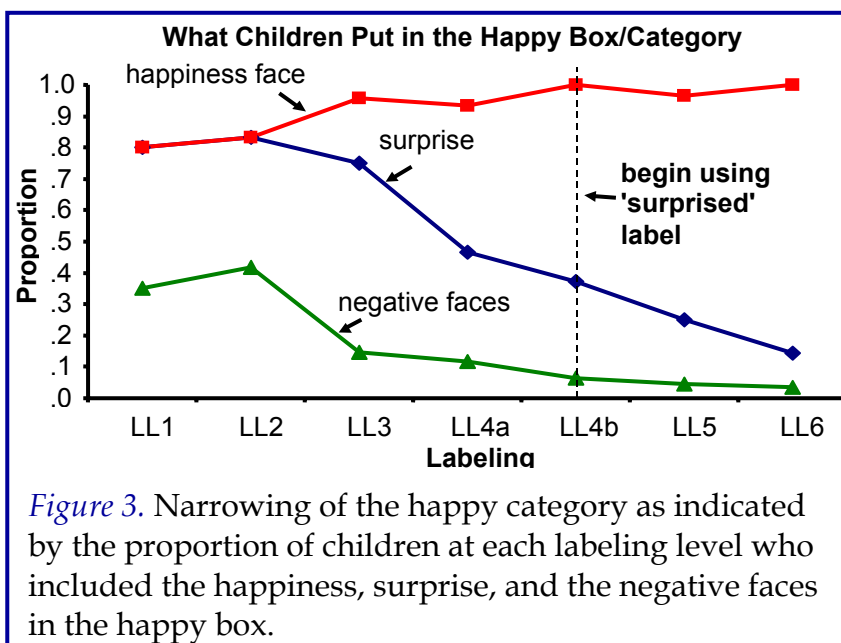 What Children Put in the Happy Box/Category
happiness face
surprise
begin using
'surprised'
label
negative faces
Proportion
1.0
.9
.8
.7
.6
.5
.4
.3
.2
.1
.0
LL1 LL2 LL3 LL4a LL4b LL5 LL6
Labeling
Figure 3. Narrowing of the happy category as indicated
by the proportion of children at each labeling level who
included the happiness, surprise, and the negative faces
in the happy box.